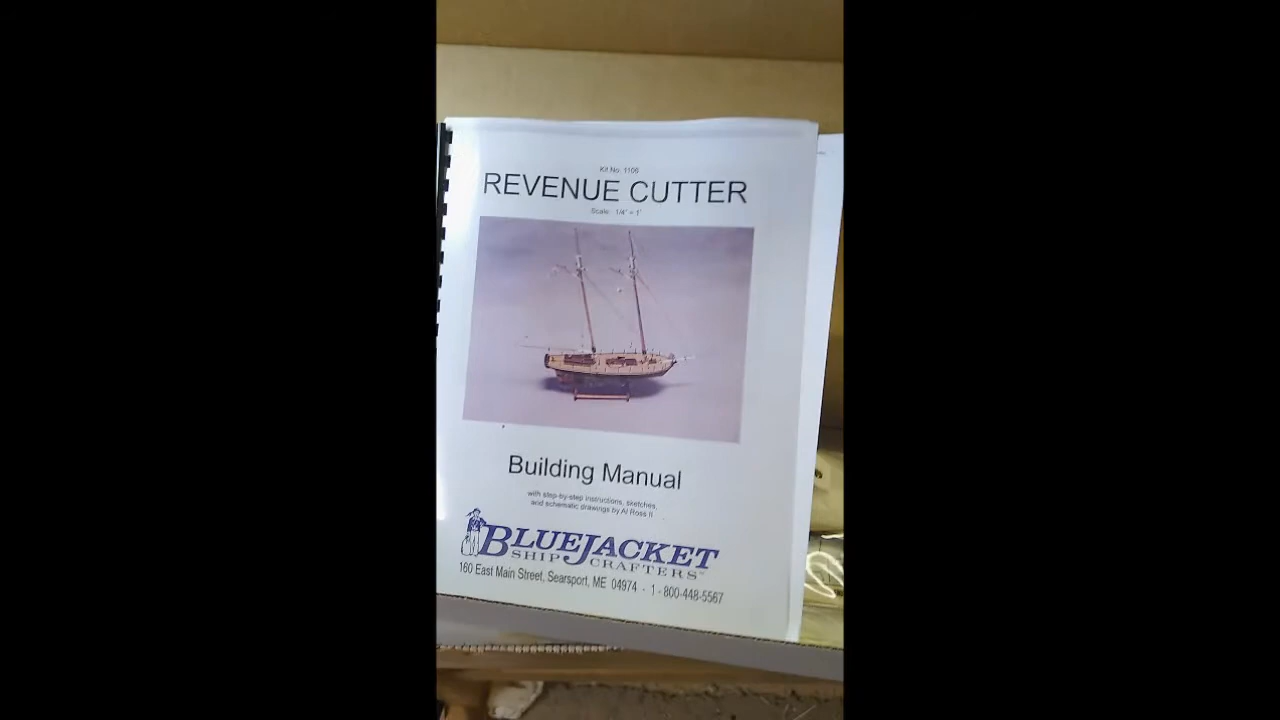 Kit No. 1106
REVENUE CUTTER
Scale: 1/4" = 1'
Building Manual
with step-by-step instructions, sketches,
and schematic drawings by Al Ross II
BLUEJACKET
SHIP CRAFTERS™
160 East Main Street, Searsport, ME 04974 - 1-800-448-5567